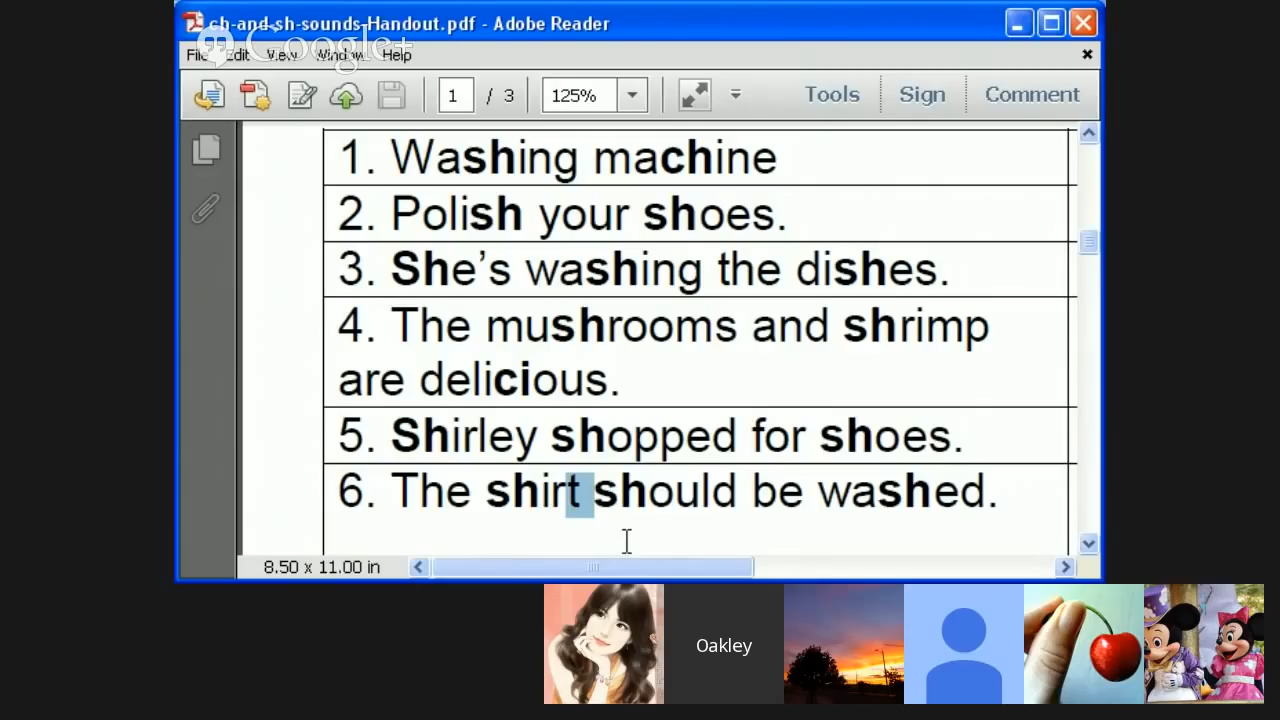 ch-and-sh-sounds-Handout.pdf - Adobe Reader
Google+
File Edit View Window Help
1 / 3 125% Tools Sign Comment
1. Washing machine
2. Polish your shoes.
3. She’s washing the dishes.
4. The mushrooms and shrimp
are delicious.
5. Shirley shopped for shoes.
6. The shirt should be washed.
8.50 x 11.00 in
Oakley